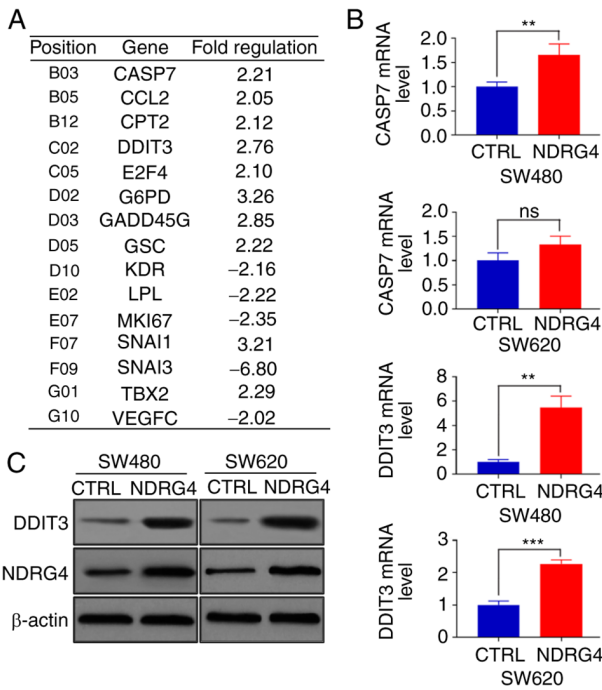 A
Position Gene Fold regulation
B03 CASP7 2.21
B05 CCL2 2.05
B12 CPT2 2.12
C02 DDIT3 2.76
C05 E2F4 2.10
D02 G6PD 3.26
D03 GADD45G 2.85
D05 GSC 2.22
D10 KDR −2.16
E02 LPL −2.22
E07 MKI67 −2.35
F07 SNAI1 3.21
F09 SNAI3 −6.80
G01 TBX2 2.29
G10 VEGFC −2.02
B
CASP7 mRNA
level
2.0
1.5
1.0
0.5
0.0
**
CTRL NDRG4
SW480
CASP7 mRNA
level
2.0
1.5
1.0
0.5
0.0
ns
CTRL NDRG4
SW620
DDIT3 mRNA
level
8
6
4
2
0
**
CTRL NDRG4
SW480
DDIT3 mRNA
level
3
2
1
0
***
CTRL NDRG4
SW620
C
SW480 SW620
CTRL NDRG4 CTRL NDRG4
DDIT3
NDRG4
β-actin